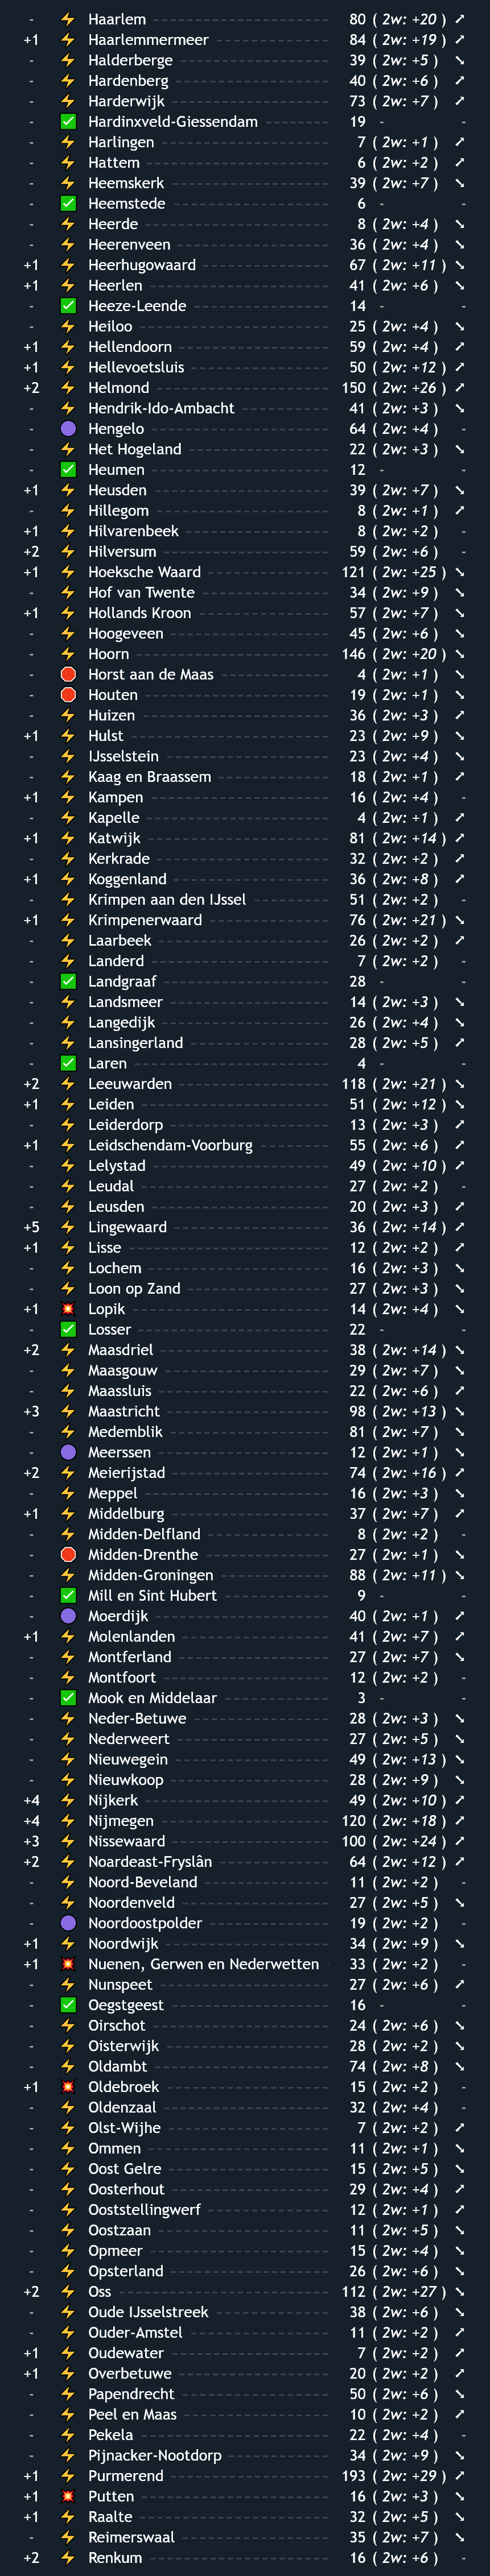 - ⚡ Haarlem 80 ( 2w: +20 ) ↗
+1 ⚡ Haarlemmermeer 84 ( 2w: +19 ) ↗
- ⚡ Halderberge 39 ( 2w: +5 ) ↘
- ⚡ Hardenberg 40 ( 2w: +6 ) ↗
- ⚡ Harderwijk 73 ( 2w: +7 ) ↗
- ✅ Hardinxveld-Giessendam 19 - -
- ⚡ Harlingen 7 ( 2w: +1 ) ↗
- ⚡ Hattem 6 ( 2w: +2 ) ↗
- ⚡ Heemskerk 39 ( 2w: +7 ) ↘
- ✅ Heemstede 6 - -
- ⚡ Heerde 8 ( 2w: +4 ) ↘
- ⚡ Heerenveen 36 ( 2w: +4 ) ↘
+1 ⚡ Heerhugowaard 67 ( 2w: +11 ) ↘
+1 ⚡ Heerlen 41 ( 2w: +6 ) ↘
- ✅ Heeze-Leende 14 - -
- ⚡ Heiloo 25 ( 2w: +4 ) ↘
+1 ⚡ Hellendoorn 59 ( 2w: +4 ) ↗
+1 ⚡ Hellevoetsluis 50 ( 2w: +12 ) ↗
+2 ⚡ Helmond 150 ( 2w: +26 ) ↗
- ⚡ Hendrik-Ido-Ambacht 41 ( 2w: +3 ) ↘
- 🟣 Hengelo 64 ( 2w: +4 ) -
- ⚡ Het Hogeland 22 ( 2w: +3 ) ↘
- ✅ Heumen 12 - -
+1 ⚡ Heusden 39 ( 2w: +7 ) ↘
- ⚡ Hillegom 8 ( 2w: +1 ) ↗
+1 ⚡ Hilvarenbeek 8 ( 2w: +2 ) -
+2 ⚡ Hilversum 59 ( 2w: +6 ) -
+1 ⚡ Hoeksche Waard 121 ( 2w: +25 ) ↘
- ⚡ Hof van Twente 34 ( 2w: +9 ) ↘
+1 ⚡ Hollands Kroon 57 ( 2w: +7 ) ↘
- ⚡ Hoogeveen 45 ( 2w: +6 ) ↘
- ⚡ Hoorn 146 ( 2w: +20 ) ↘
- 🛑 Horst aan de Maas 4 ( 2w: +1 ) ↘
- 🛑 Houten 19 ( 2w: +1 ) ↘
- ⚡ Huizen 36 ( 2w: +3 ) ↗
+1 ⚡ Hulst 23 ( 2w: +9 ) ↘
- ⚡ IJsselstein 23 ( 2w: +4 ) ↘
- ⚡ Kaag en Braassem 18 ( 2w: +1 ) ↗
+1 ⚡ Kampen 16 ( 2w: +4 ) -
- ⚡ Kapelle 4 ( 2w: +1 ) ↗
+1 ⚡ Katwijk 81 ( 2w: +14 ) ↗
- ⚡ Kerkrade 32 ( 2w: +2 ) ↗
+1 ⚡ Koggenland 36 ( 2w: +8 ) ↗
- ⚡ Krimpen aan den IJssel 51 ( 2w: +2 ) -
+1 ⚡ Krimpenerwaard 76 ( 2w: +21 ) ↘
- ⚡ Laarbeek 26 ( 2w: +2 ) ↗
- ⚡ Landerd 7 ( 2w: +2 ) -
- ✅ Landgraaf 28 - -
- ⚡ Landsmeer 14 ( 2w: +3 ) ↘
- ⚡ Langedijk 26 ( 2w: +4 ) ↘
- ⚡ Lansingerland 28 ( 2w: +5 ) ↗
- ✅ Laren 4 - -
+2 ⚡ Leeuwarden 118 ( 2w: +21 ) ↘
+1 ⚡ Leiden 51 ( 2w: +12 ) ↘
- ⚡ Leiderdorp 13 ( 2w: +3 ) ↗
+1 ⚡ Leidschendam-Voorburg 55 ( 2w: +6 ) ↗
- ⚡ Lelystad 49 ( 2w: +10 ) ↗
- ⚡ Leudal 27 ( 2w: +2 ) -
- ⚡ Leusden 20 ( 2w: +3 ) ↗
+5 ⚡ Lingewaard 36 ( 2w: +14 ) ↗
+1 ⚡ Lisse 12 ( 2w: +2 ) ↗
- ⚡ Lochem 16 ( 2w: +3 ) ↘
- ⚡ Loon op Zand 27 ( 2w: +3 ) ↘
+1 💥 Lopik 14 ( 2w: +4 ) ↘
- ✅ Losser 22 - -
+2 ⚡ Maasdriel 38 ( 2w: +14 ) ↘
- ⚡ Maasgouw 29 ( 2w: +7 ) ↘
- ⚡ Maassluis 22 ( 2w: +6 ) ↗
+3 ⚡ Maastricht 98 ( 2w: +13 ) ↘
- ⚡ Medemblik 81 ( 2w: +7 ) ↘
- 🟣 Meerssen 12 ( 2w: +1 ) ↘
+2 ⚡ Meierijstad 74 ( 2w: +16 ) ↗
- ⚡ Meppel 16 ( 2w: +3 ) ↘
+1 ⚡ Middelburg 37 ( 2w: +7 ) ↗
- ⚡ Midden-Delfland 8 ( 2w: +2 ) -
- 🛑 Midden-Drenthe 27 ( 2w: +1 ) ↘
- ⚡ Midden-Groningen 88 ( 2w: +11 ) ↘
- ✅ Mill en Sint Hubert 9 - -
- 🟣 Moerdijk 40 ( 2w: +1 ) ↗
+1 ⚡ Molenlanden 41 ( 2w: +7 ) ↗
- ⚡ Montferland 27 ( 2w: +7 ) ↘
- ⚡ Montfoort 12 ( 2w: +2 ) -
- ✅ Mook en Middelaar 3 - -
- ⚡ Neder-Betuwe 28 ( 2w: +3 ) ↘
- ⚡ Nederweert 27 ( 2w: +5 ) ↘
- ⚡ Nieuwegein 49 ( 2w: +13 ) ↘
- ⚡ Nieuwkoop 28 ( 2w: +9 ) ↘
+4 ⚡ Nijkerk 49 ( 2w: +10 ) ↗
+4 ⚡ Nijmegen 120 ( 2w: +18 ) ↗
+3 ⚡ Nissewaard 100 ( 2w: +24 ) ↗
+2 ⚡ Noardeast-Fryslân 64 ( 2w: +12 ) ↗
- ⚡ Noord-Beveland 11 ( 2w: +2 ) -
- ⚡ Noordenveld 27 ( 2w: +5 ) ↘
- 🟣 Noordoostpolder 19 ( 2w: +2 ) -
+1 ⚡ Noordwijk 34 ( 2w: +9 ) ↘
+1 💥 Nuenen, Gerwen en Nederwetten 33 ( 2w: +2 ) -
- ⚡ Nunspeet 27 ( 2w: +6 ) ↗
- ✅ Oegstgeest 16 - -
- ⚡ Oirschot 24 ( 2w: +6 ) ↘
- ⚡ Oisterwijk 28 ( 2w: +2 ) ↘
- ⚡ Oldambt 74 ( 2w: +8 ) ↘
+1 💥 Oldebroek 15 ( 2w: +2 ) -
- ⚡ Oldenzaal 32 ( 2w: +4 ) -
- ⚡ Olst-Wijhe 7 ( 2w: +2 ) ↗
- ⚡ Ommen 11 ( 2w: +1 ) ↘
- ⚡ Oost Gelre 15 ( 2w: +5 ) ↘
- ⚡ Oosterhout 29 ( 2w: +4 ) ↗
- ⚡ Ooststellingwerf 12 ( 2w: +1 ) ↗
- ⚡ Oostzaan 11 ( 2w: +5 ) ↘
- ⚡ Opmeer 15 ( 2w: +4 ) ↘
- ⚡ Opsterland 26 ( 2w: +6 ) ↘
+2 ⚡ Oss 112 ( 2w: +27 ) ↘
- ⚡ Oude IJsselstreek 38 ( 2w: +6 ) ↘
- ⚡ Ouder-Amstel 11 ( 2w: +2 ) ↗
+1 ⚡ Oudewater 7 ( 2w: +2 ) ↗
+1 ⚡ Overbetuwe 20 ( 2w: +2 ) ↗
- ⚡ Papendrecht 50 ( 2w: +6 ) ↘
- ⚡ Peel en Maas 10 ( 2w: +2 ) ↗
- ⚡ Pekela 22 ( 2w: +4 ) -
- ⚡ Pijnacker-Nootdorp 34 ( 2w: +9 ) ↘
+1 ⚡ Purmerend 193 ( 2w: +29 ) ↗
+1 💥 Putten 16 ( 2w: +3 ) ↘
+1 ⚡ Raalte 32 ( 2w: +5 ) ↘
- ⚡ Reimerswaal 35 ( 2w: +7 ) ↘
+2 ⚡ Renkum 16 ( 2w: +6 ) -